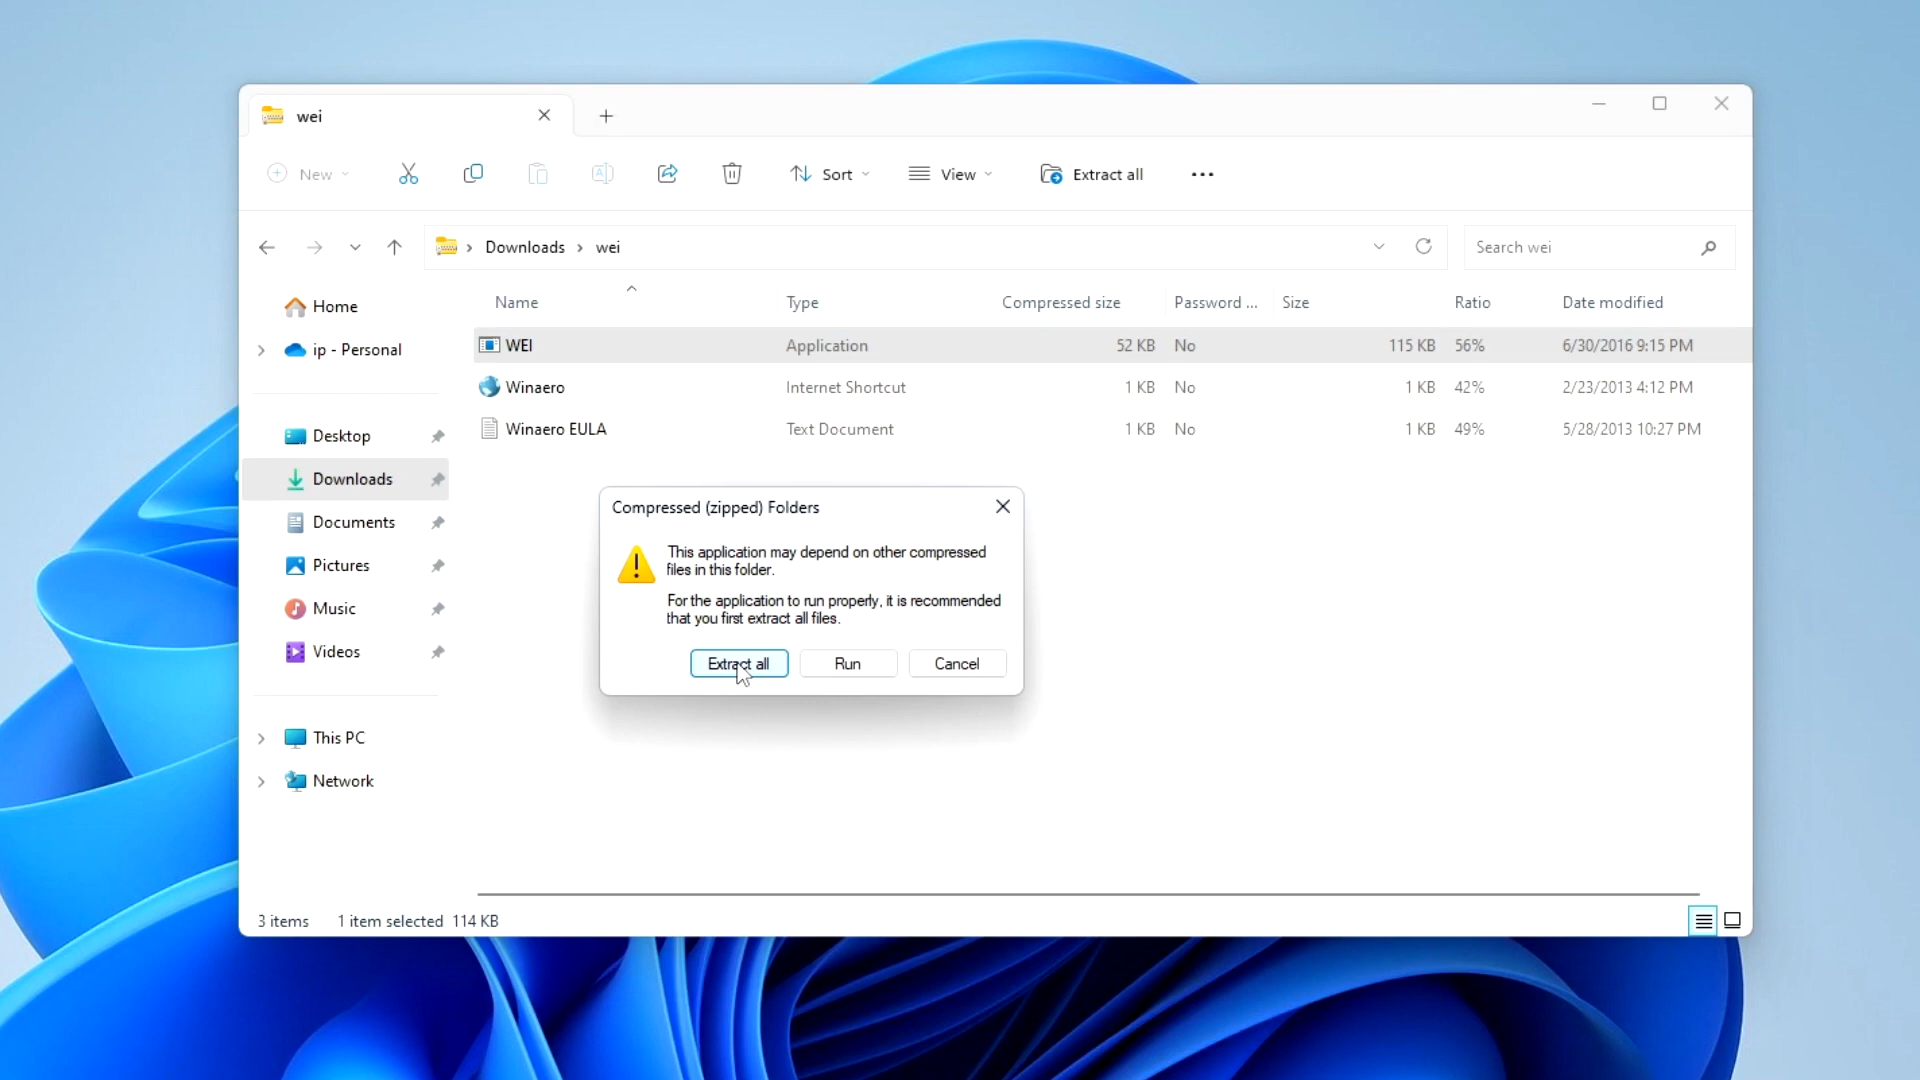 wei
New
Sort
View
Extract all
Downloads
wei
Search wei
Name
Type
Compressed size
Password ...
Size
Ratio
Date modified
Home
ip - Personal
Desktop
Downloads
Documents
Pictures
Music
Videos
This PC
Network
WEI Application 52 KB No 115 KB 56% 6/30/2016 9:15 PM
Winaero Internet Shortcut 1 KB No 1 KB 42% 2/23/2013 4:12 PM
Winaero EULA Text Document 1 KB No 1 KB 49% 5/28/2013 10:27 PM
Compressed (zipped) Folders
This application may depend on other compressed
files in this folder.
For the application to run properly, it is recommended
that you first extract all files.
Extract all
Run
Cancel
3 items 1 item selected 114 KB